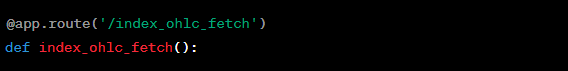 @app.route('/index_ohlc_fetch')
def index_ohlc_fetch():